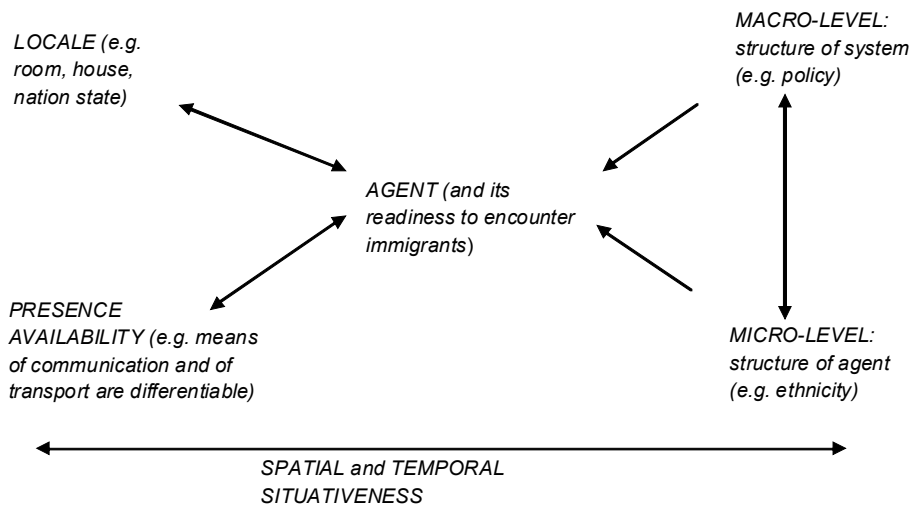 LOCALE (e.g.
room, house,
nation state)
MACRO-LEVEL:
structure of system
(e.g. policy)
AGENT (and its
readiness to encounter
immigrants)
PRESENCE
AVAILABILITY (e.g. means
of communication and of
transport are differentiable)
MICRO-LEVEL:
structure of agent
(e.g. ethnicity)
SPATIAL and TEMPORAL
SITUATIVENESS